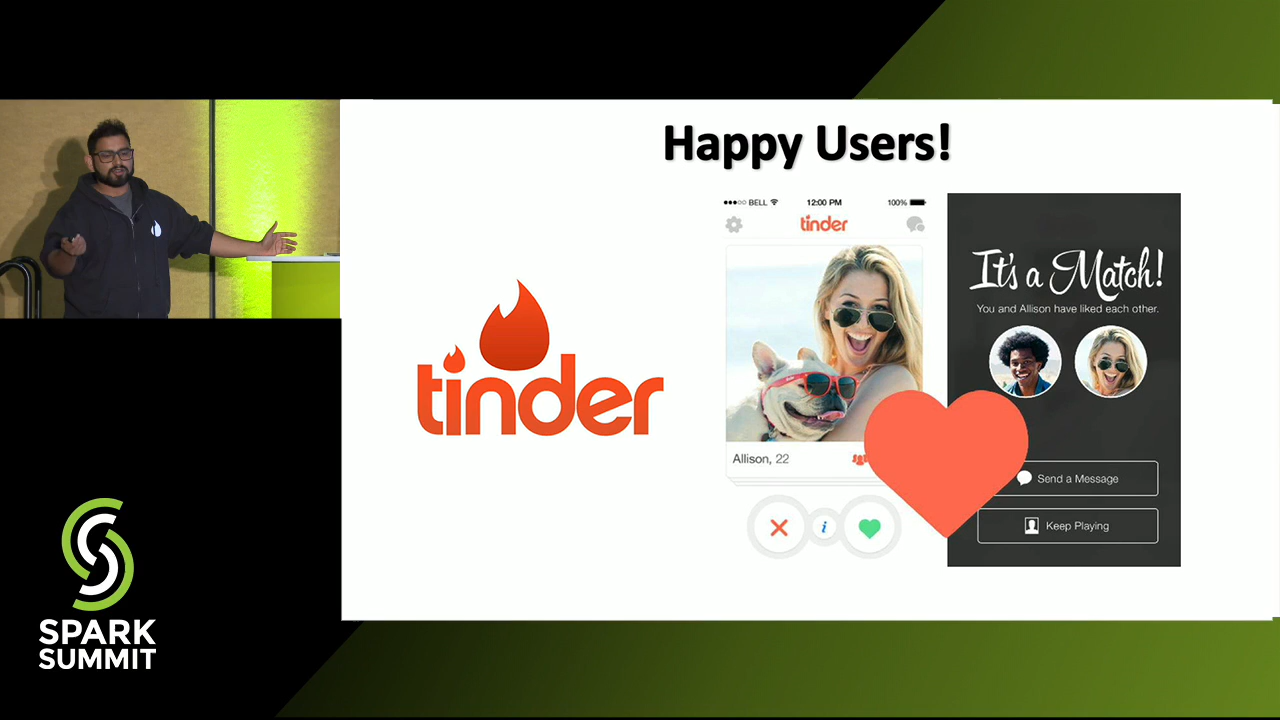 Happy Users!
●●●○○ BELL 12:00 PM 100%
tinder
tinder
Allison, 22
i
It's a Match!
You and Allison have liked each other.
Send a Message
Keep Playing
SPARK
SUMMIT